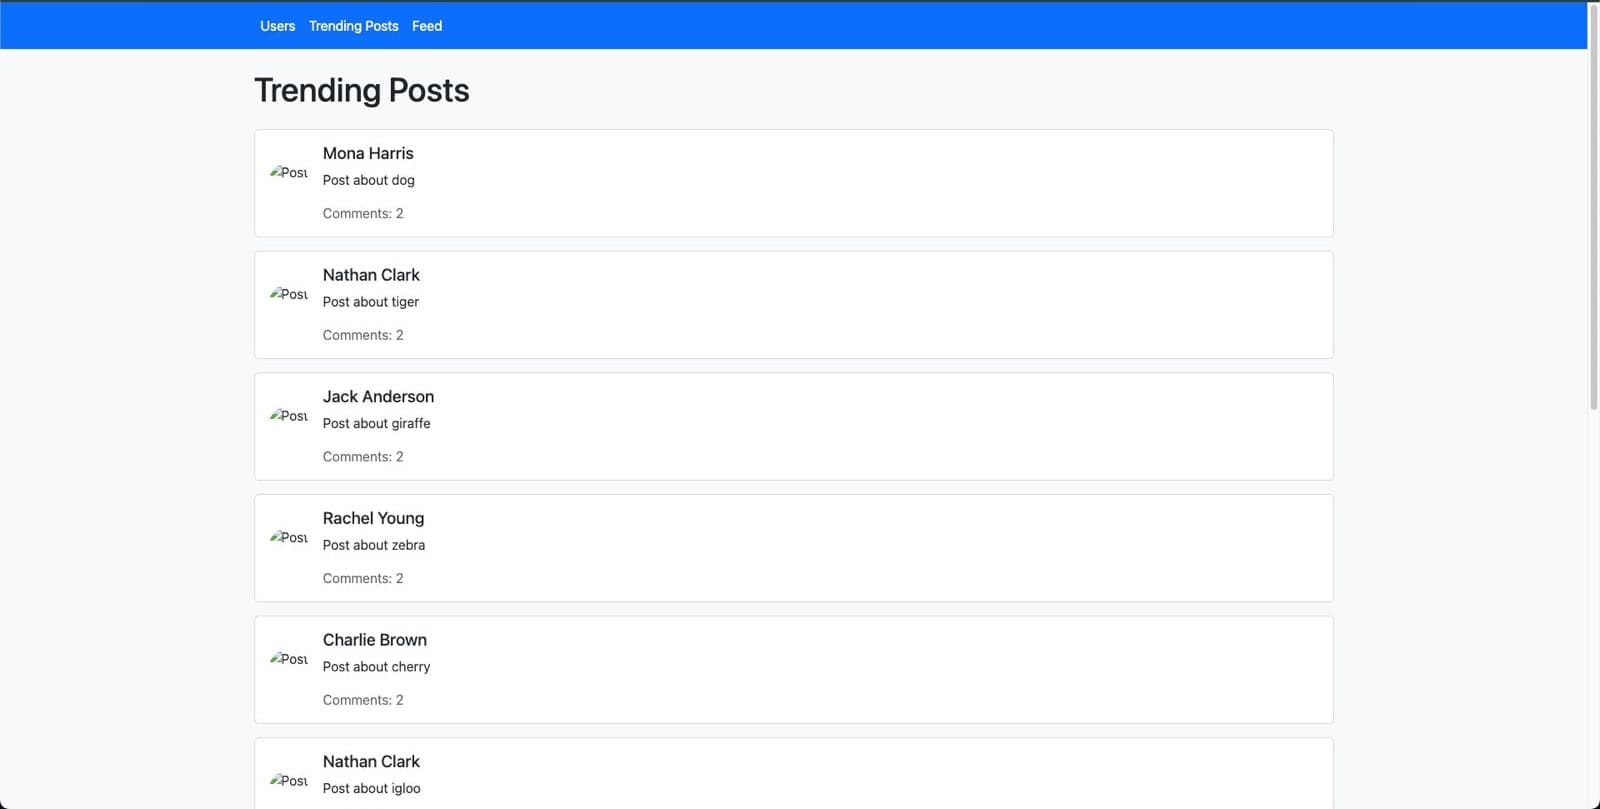 Users Trending Posts Feed
Trending Posts
Mona Harris
Post
Post about dog
Comments: 2
Nathan Clark
Post
Post about tiger
Comments: 2
Jack Anderson
Post
Post about giraffe
Comments: 2
Rachel Young
Post
Post about zebra
Comments: 2
Charlie Brown
Post
Post about cherry
Comments: 2
Nathan Clark
Post
Post about igloo